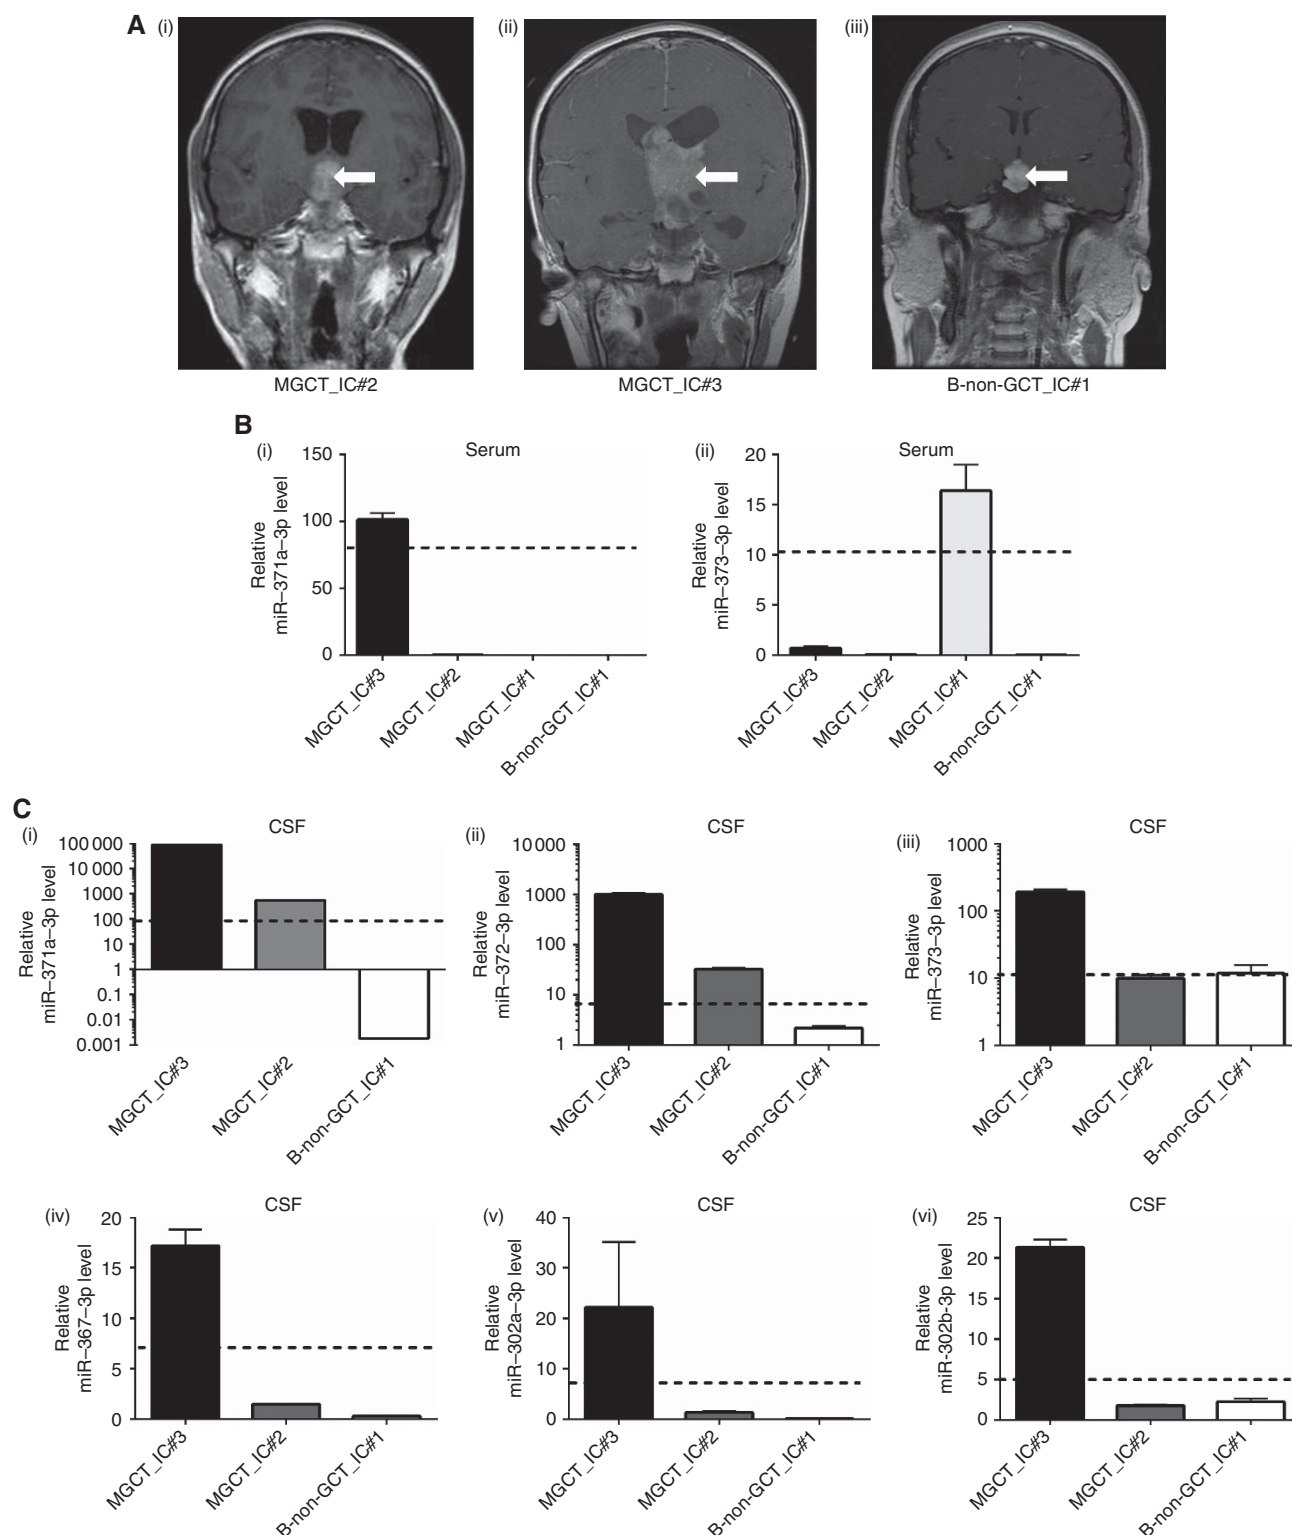 A (i) (ii) (iii)
MGCT_IC#2 MGCT_IC#3 B-non-GCT_IC#1
B
(i) Serum
Relative
miR–371a–3p level
150
100
50
0
MGCT_IC#3
MGCT_IC#2
MGCT_IC#1
B-non-GCT_IC#1
(ii) Serum
Relative
miR–373–3p level
20
15
10
5
0
MGCT_IC#3
MGCT_IC#2
MGCT_IC#1
B-non-GCT_IC#1
C
(i) CSF
Relative
miR–371a–3p level
100 000
10 000
1000
100
10
1
0.1
0.01
0.001
MGCT_IC#3
MGCT_IC#2
B-non-GCT_IC#1
(ii) CSF
Relative
miR–372–3p level
10 000
1000
100
10
1
MGCT_IC#3
MGCT_IC#2
B-non-GCT_IC#1
(iii) CSF
Relative
miR–373–3p level
1000
100
10
1
MGCT_IC#3
MGCT_IC#2
B-non-GCT_IC#1
(iv) CSF
Relative
miR–367–3p level
20
15
10
5
0
MGCT_IC#3
MGCT_IC#2
B-non-GCT_IC#1
(v) CSF
Relative
miR–302a–3p level
40
30
20
10
0
MGCT_IC#3
MGCT_IC#2
B-non-GCT_IC#1
(vi) CSF
Relative
miR-302b-3p level
25
20
15
10
5
0
MGCT_IC#3
MGCT_IC#2
B-non-GCT_IC#1